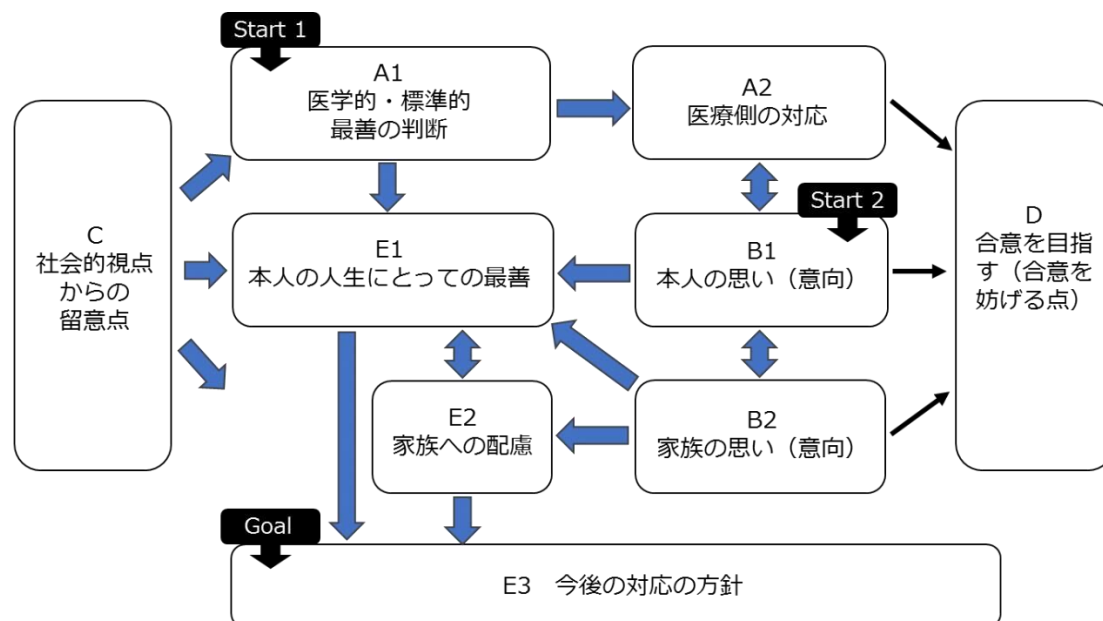 Start 1
A1
医学的・標準的
最善の判断
A2
医療側の対応
C
社会的視点
からの
留意点
E1
本人の人生にとっての最善
Start 2
B1
本人の思い（意向）
D
合意を目指
す（合意を
妨げる点）
E2
家族への配慮
B2
家族の思い（意向）
Goal
E3　今後の対応の方針